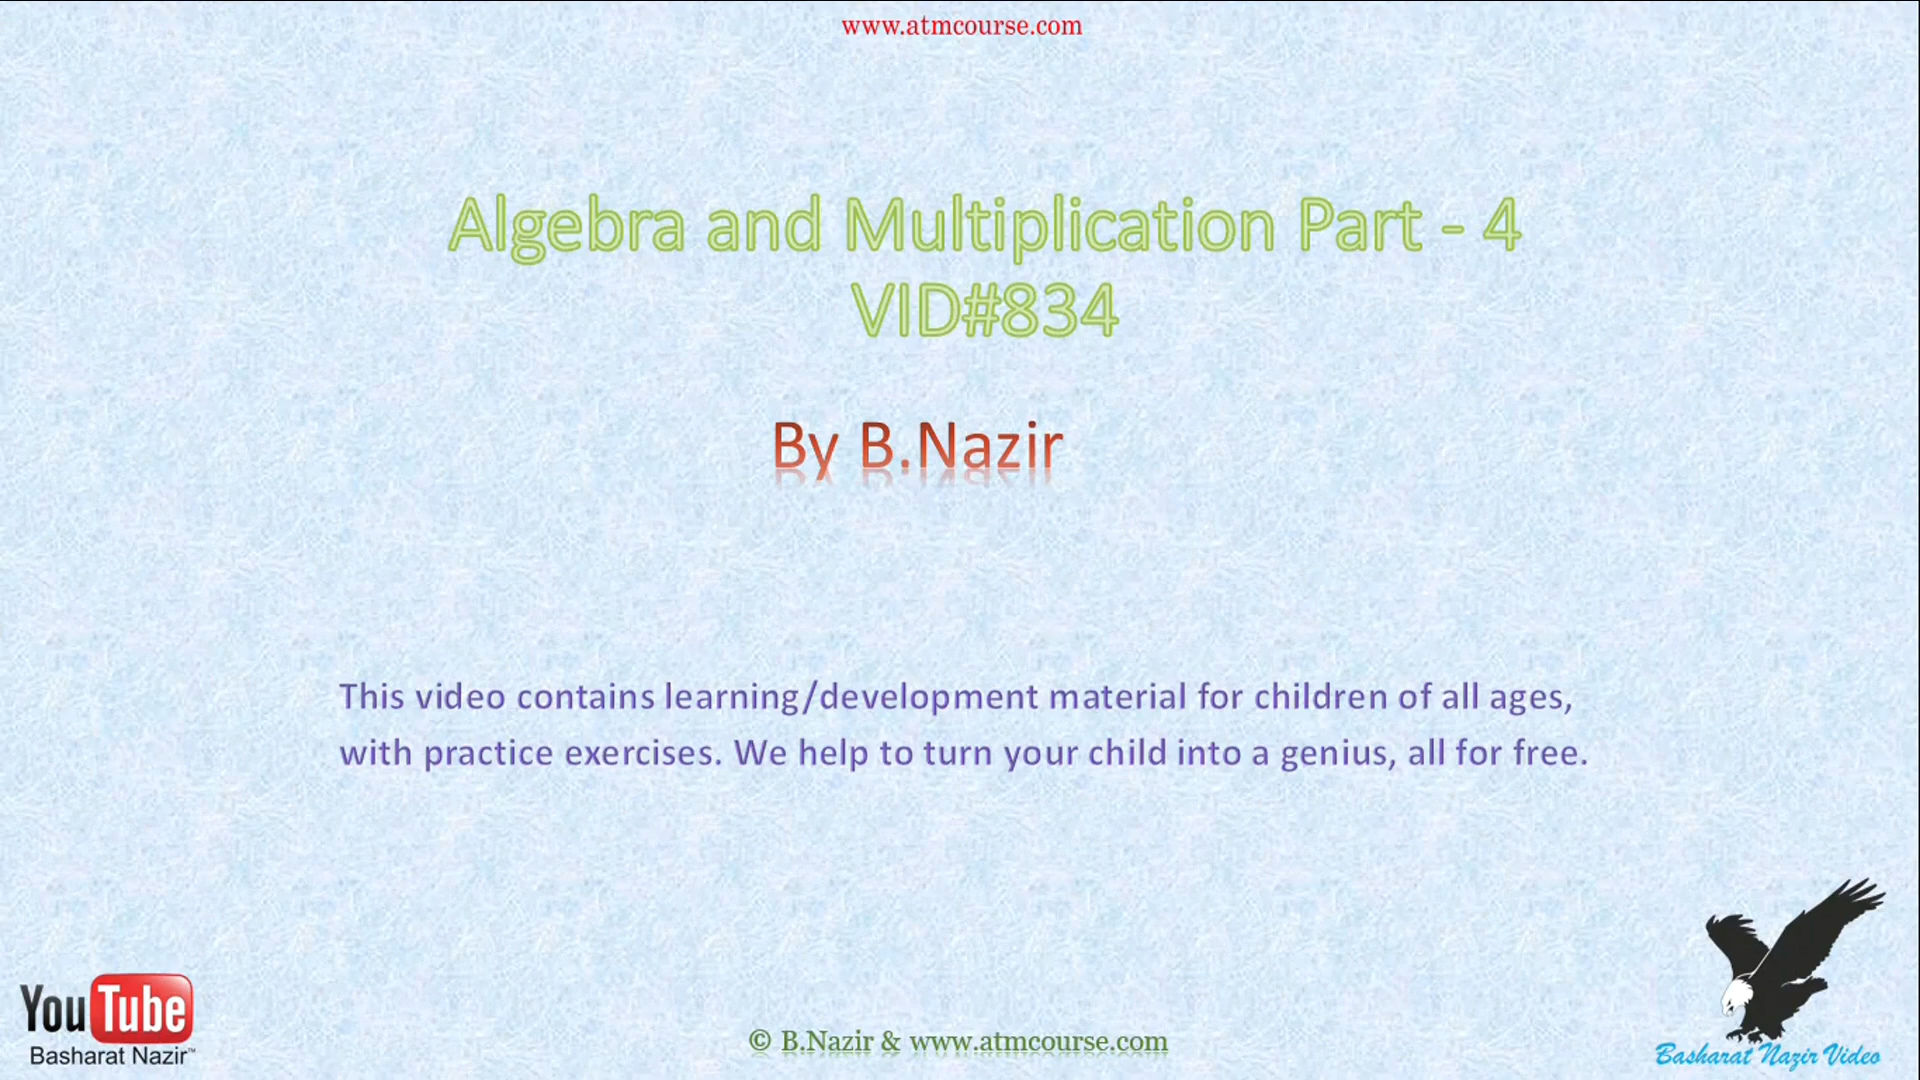 www.atmcourse.com
Algebra and Multiplication Part - 4
VID#834
By B.Nazir
This video contains learning/development material for children of all ages,
with practice exercises. We help to turn your child into a genius, all for free.
YouTube
Basharat Nazir™
© B.Nazir & www.atmcourse.com
Basharat Nazir Video